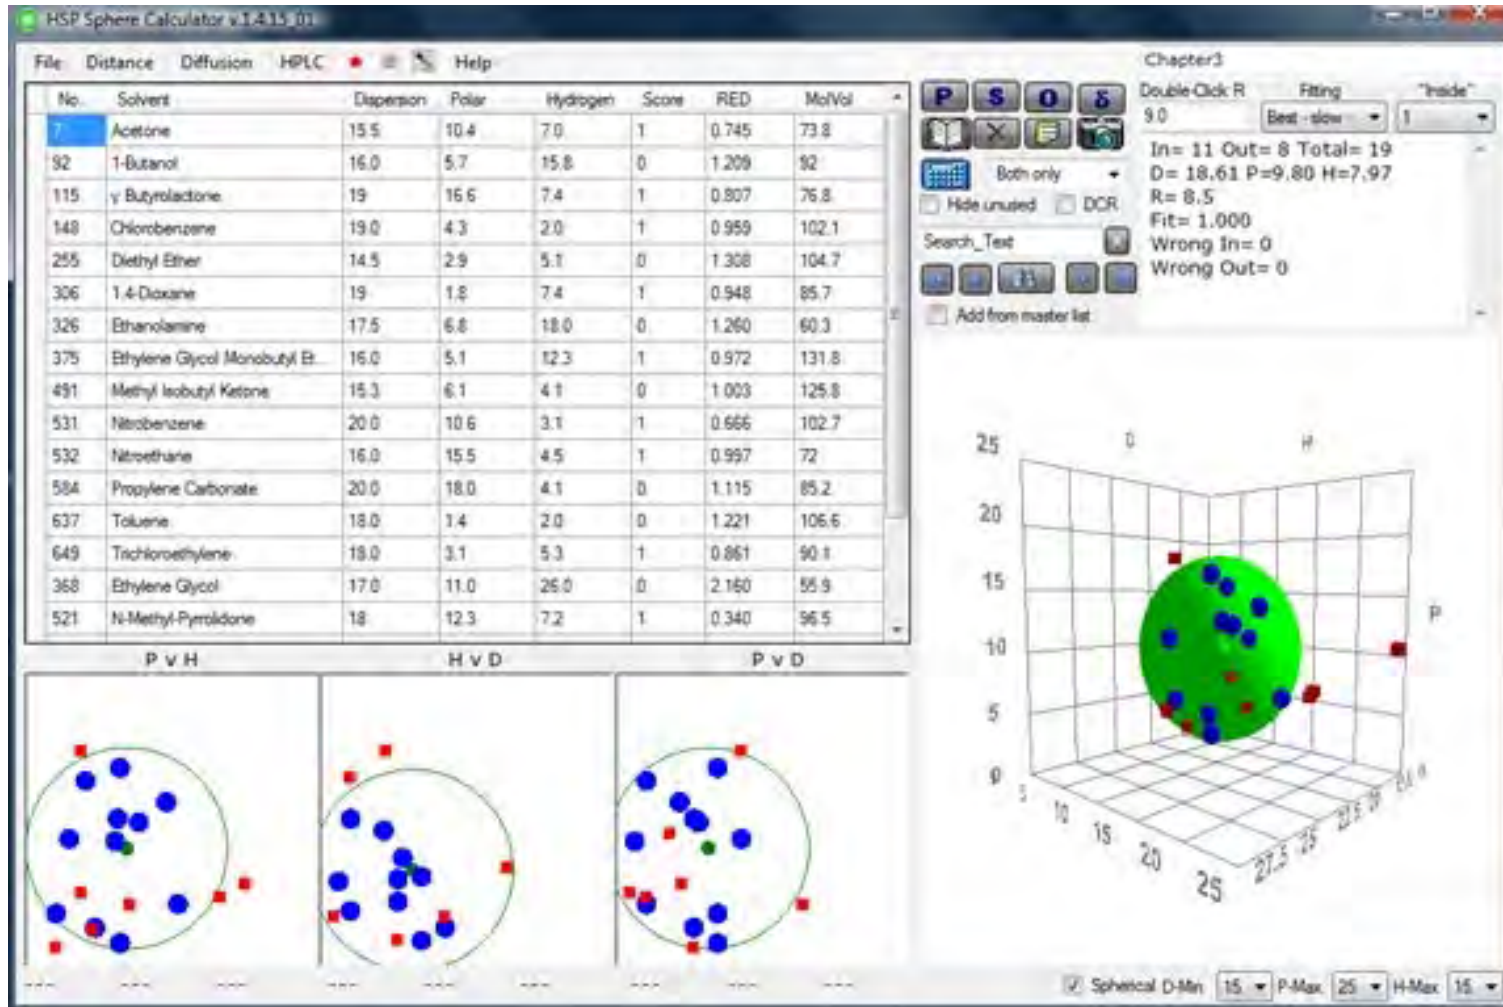 HSP Sphere Calculator v.1.4.15_01
File Distance Diffusion HPLC Help
Chapter3
No. Solvent Dispersion Polar Hydrogen Score RED MolVol
7 Acetone 15.5 10.4 7.0 1 0.745 73.8
92 1-Butanol 16.0 5.7 15.8 0 1.209 92
115 γ Butyrolactone 19 16.6 7.4 1 0.807 76.8
148 Chlorobenzene 19.0 4.3 2.0 1 0.959 102.1
255 Diethyl Ether 14.5 2.9 5.1 0 1.308 104.7
306 1.4-Dioxane 19 1.8 7.4 1 0.948 85.7
326 Ethanolamine 17.5 6.8 18.0 0 1.260 60.3
375 Ethylene Glycol Monobutyl Et... 16.0 5.1 12.3 1 0.972 131.8
491 Methyl Isobutyl Ketone 15.3 6.1 4.1 0 1.003 125.8
531 Nitrobenzene 20.0 10.6 3.1 1 0.666 102.7
532 Nitroethane 16.0 15.5 4.5 1 0.997 72
584 Propylene Carbonate 20.0 18.0 4.1 0 1.115 85.2
637 Toluene 18.0 1.4 2.0 0 1.221 106.6
649 Trichloroethylene 18.0 3.1 5.3 1 0.861 90.1
368 Ethylene Glycol 17.0 11.0 26.0 0 2.160 55.9
521 N-Methyl-Pyrrolidone 18 12.3 7.2 1 0.340 96.5
P S O δ
Double-Click R Fitting "Inside"
9.0 Best - slow 1
Both only
Hide unused DCR
Search_Text
Add from master list
In= 11 Out= 8 Total= 19
D= 18.61 P=9.80 H=7.97
R= 8.5
Fit= 1.000
Wrong In= 0
Wrong Out= 0
D H
25
20
15
10
5
0
P
5 10 15 20 25
27.5 25 22.5 20
P v H H v D P v D
--- --- --- --- --- --- --- --- ---
Spherical D-Min 15 P-Max 25 H-Max 15